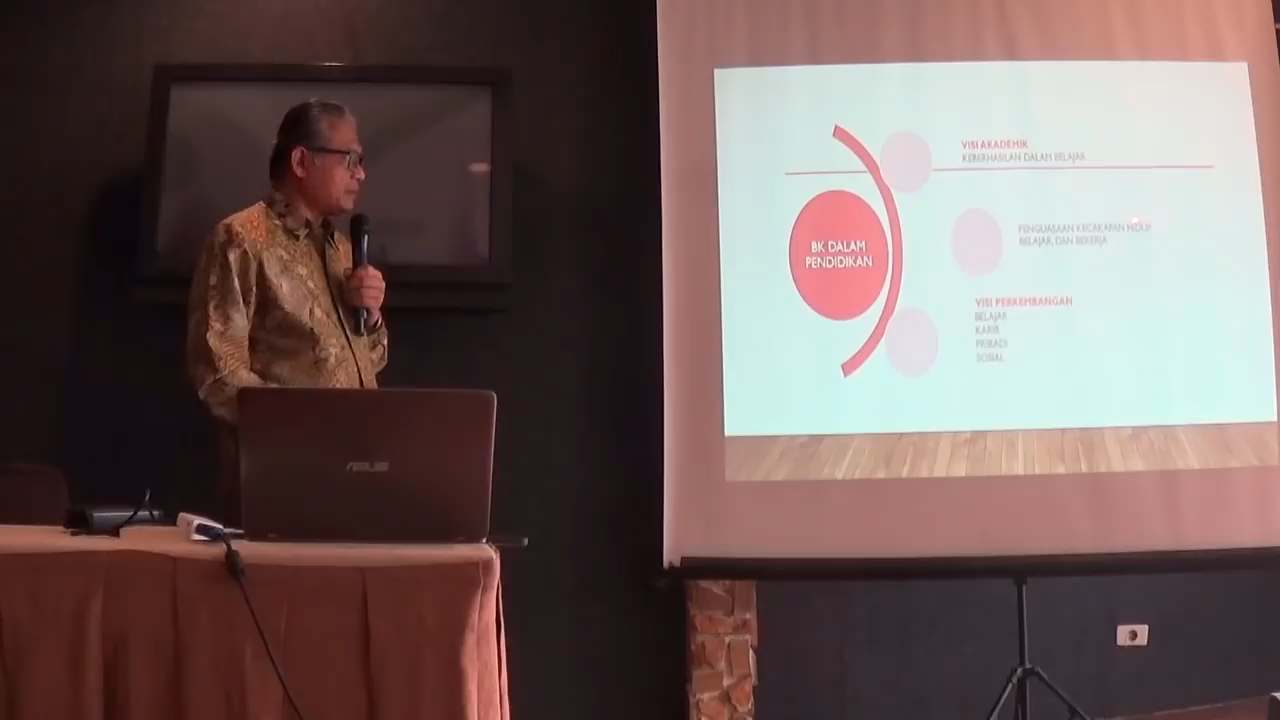 VISI AKADEMIK
KEBERHASILAN DALAM BELAJAR
BK DALAM
PENDIDIKAN
PENGUASAAN KECAKAPAN HIDUP
BELAJAR, DAN BEKERJA
VISI PERKEMBANGAN
BELAJAR
KARIR
PRIBADI
SOSIAL
ASUS